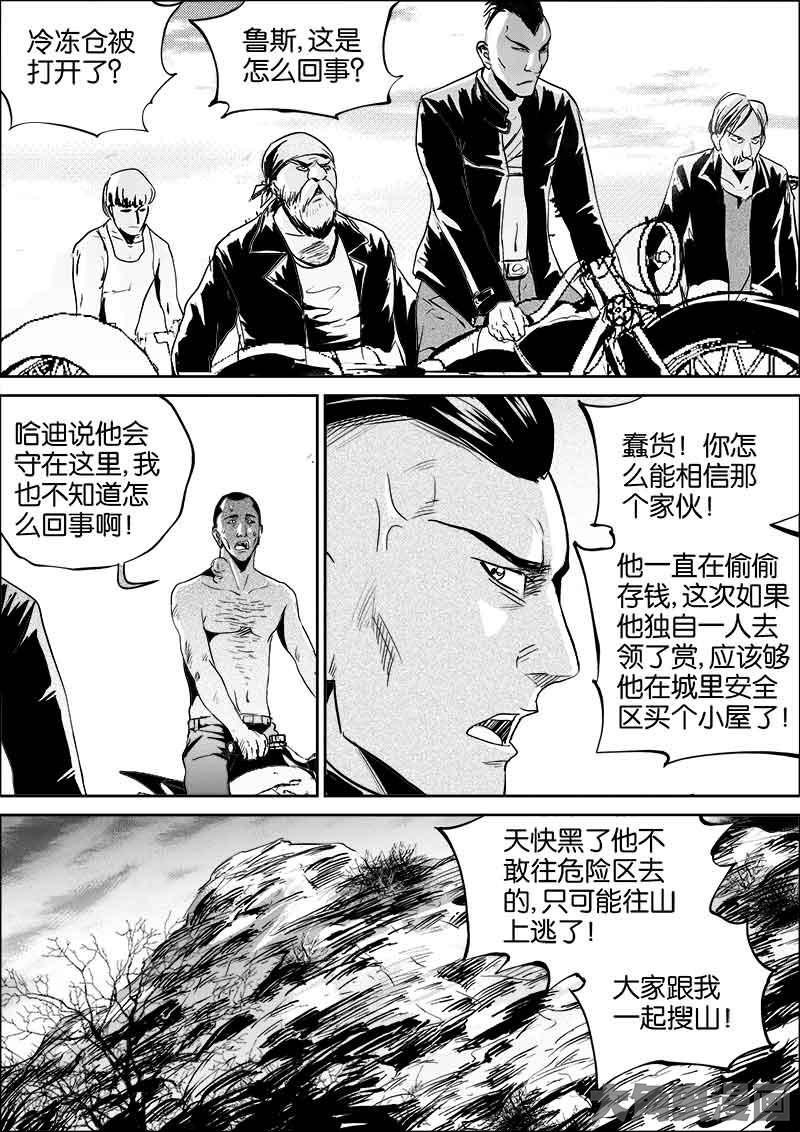 冷冻仓被
打开了?
鲁斯,这是
怎么回事?
哈迪说他会
守在这里,我
也不知道怎
么回事啊!
蠢货!你怎
么能相信那
个家伙!
他一直在偷偷
存钱,这次如果
他独自一人去
领了赏,应该够
他在城里安全
区买个小屋了!
天快黑了他不
敢往危险区去
的,只可能往山
上逃了!
大家跟我
一起搜山!